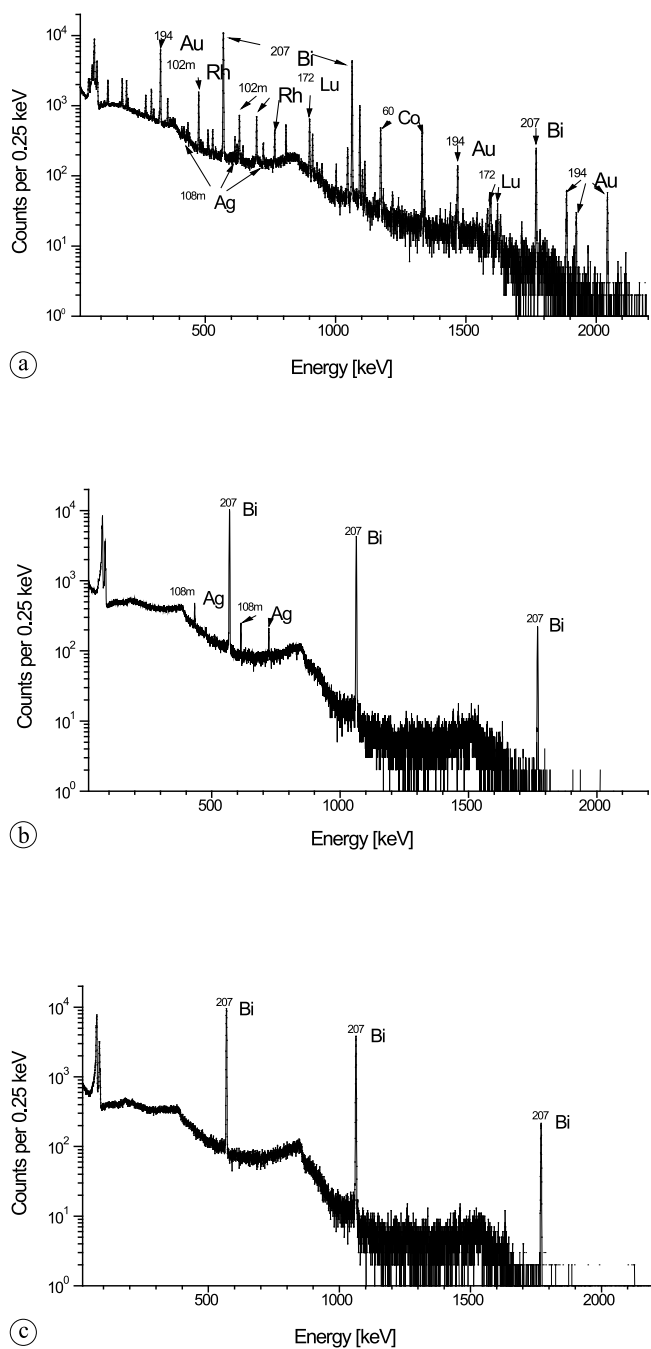 10⁴
10³
10²
10¹
10⁰
Counts per 0.25 keV
194 Au
102m Rh
207 Bi
102m Rh
172 Lu
60 Co
194 Au
172 Lu
207 Bi
194 Au
108m Ag
500 1000 1500 2000
Energy [keV]
a
10⁴
10³
10²
10¹
10⁰
Counts per 0.25 keV
207 Bi
207 Bi
207 Bi
108m Ag 108m Ag
500 1000 1500 2000
Energy [keV]
b
10⁴
10³
10²
10¹
10⁰
Counts per 0.25 keV
207 Bi
207 Bi
207 Bi
500 1000 1500 2000
Energy [keV]
c